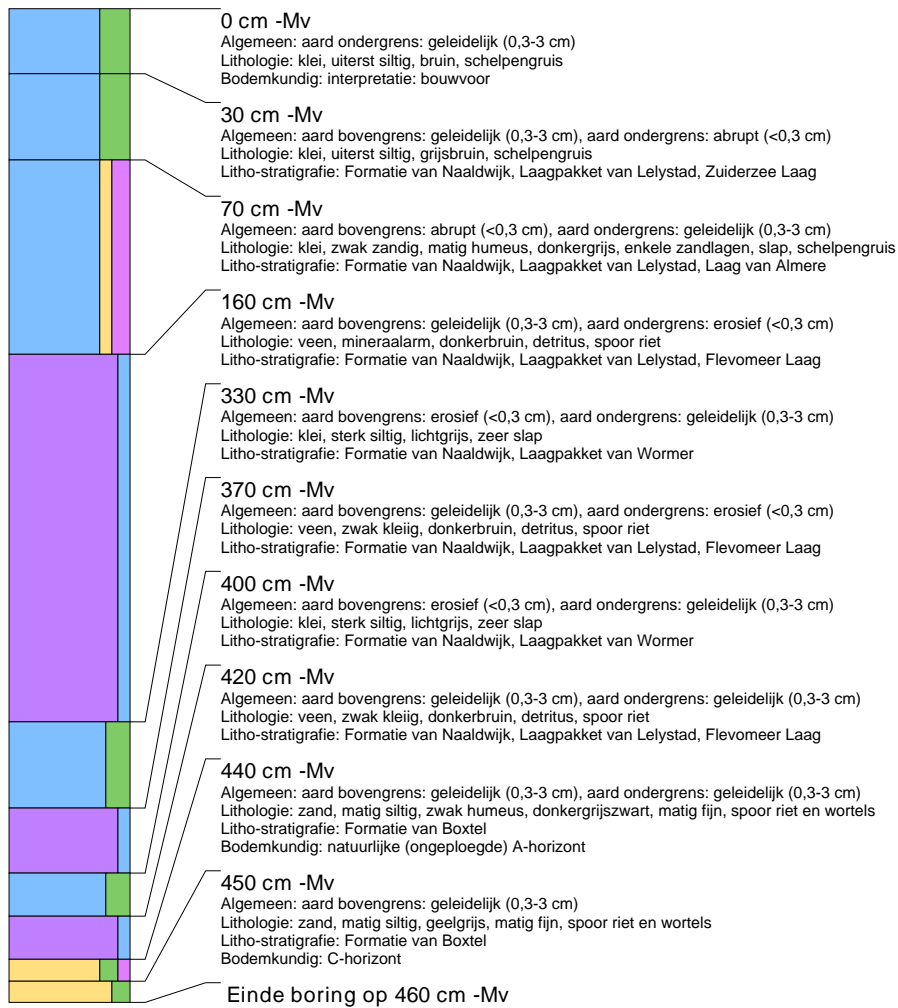 0 cm -Mv
Algemeen: aard ondergrens: geleidelijk (0,3-3 cm)
Lithologie: klei, uiterst siltig, bruin, schelpengruis
Bodemkundig: interpretatie: bouwvoor
30 cm -Mv
Algemeen: aard bovengrens: geleidelijk (0,3-3 cm), aard ondergrens: abrupt (<0,3 cm)
Lithologie: klei, uiterst siltig, grijsbruin, schelpengruis
Litho-stratigrafie: Formatie van Naaldwijk, Laagpakket van Lelystad, Zuiderzee Laag
70 cm -Mv
Algemeen: aard bovengrens: abrupt (<0,3 cm), aard ondergrens: geleidelijk (0,3-3 cm)
Lithologie: klei, zwak zandig, matig humeus, donkergrijs, enkele zandlagen, slap, schelpengruis
Litho-stratigrafie: Formatie van Naaldwijk, Laagpakket van Lelystad, Laag van Almere
160 cm -Mv
Algemeen: aard bovengrens: geleidelijk (0,3-3 cm), aard ondergrens: erosief (<0,3 cm)
Lithologie: veen, mineraalarm, donkerbruin, detritus, spoor riet
Litho-stratigrafie: Formatie van Naaldwijk, Laagpakket van Lelystad, Flevomeer Laag
330 cm -Mv
Algemeen: aard bovengrens: erosief (<0,3 cm), aard ondergrens: geleidelijk (0,3-3 cm)
Lithologie: klei, sterk siltig, lichtgrijs, zeer slap
Litho-stratigrafie: Formatie van Naaldwijk, Laagpakket van Wormer
370 cm -Mv
Algemeen: aard bovengrens: geleidelijk (0,3-3 cm), aard ondergrens: erosief (<0,3 cm)
Lithologie: veen, zwak kleiig, donkerbruin, detritus, spoor riet
Litho-stratigrafie: Formatie van Naaldwijk, Laagpakket van Lelystad, Flevomeer Laag
400 cm -Mv
Algemeen: aard bovengrens: erosief (<0,3 cm), aard ondergrens: geleidelijk (0,3-3 cm)
Lithologie: klei, sterk siltig, lichtgrijs, zeer slap
Litho-stratigrafie: Formatie van Naaldwijk, Laagpakket van Wormer
420 cm -Mv
Algemeen: aard bovengrens: geleidelijk (0,3-3 cm), aard ondergrens: geleidelijk (0,3-3 cm)
Lithologie: veen, zwak kleiig, donkerbruin, detritus, spoor riet
Litho-stratigrafie: Formatie van Naaldwijk, Laagpakket van Lelystad, Flevomeer Laag
440 cm -Mv
Algemeen: aard bovengrens: geleidelijk (0,3-3 cm), aard ondergrens: geleidelijk (0,3-3 cm)
Lithologie: zand, matig siltig, zwak humeus, donkergrijszwart, matig fijn, spoor riet en wortels
Litho-stratigrafie: Formatie van Boxtel
Bodemkundig: natuurlijke (ongeploegde) A-horizont
450 cm -Mv
Algemeen: aard bovengrens: geleidelijk (0,3-3 cm)
Lithologie: zand, matig siltig, geelgrijs, matig fijn, spoor riet en wortels
Litho-stratigrafie: Formatie van Boxtel
Bodemkundig: C-horizont
Einde boring op 460 cm -Mv